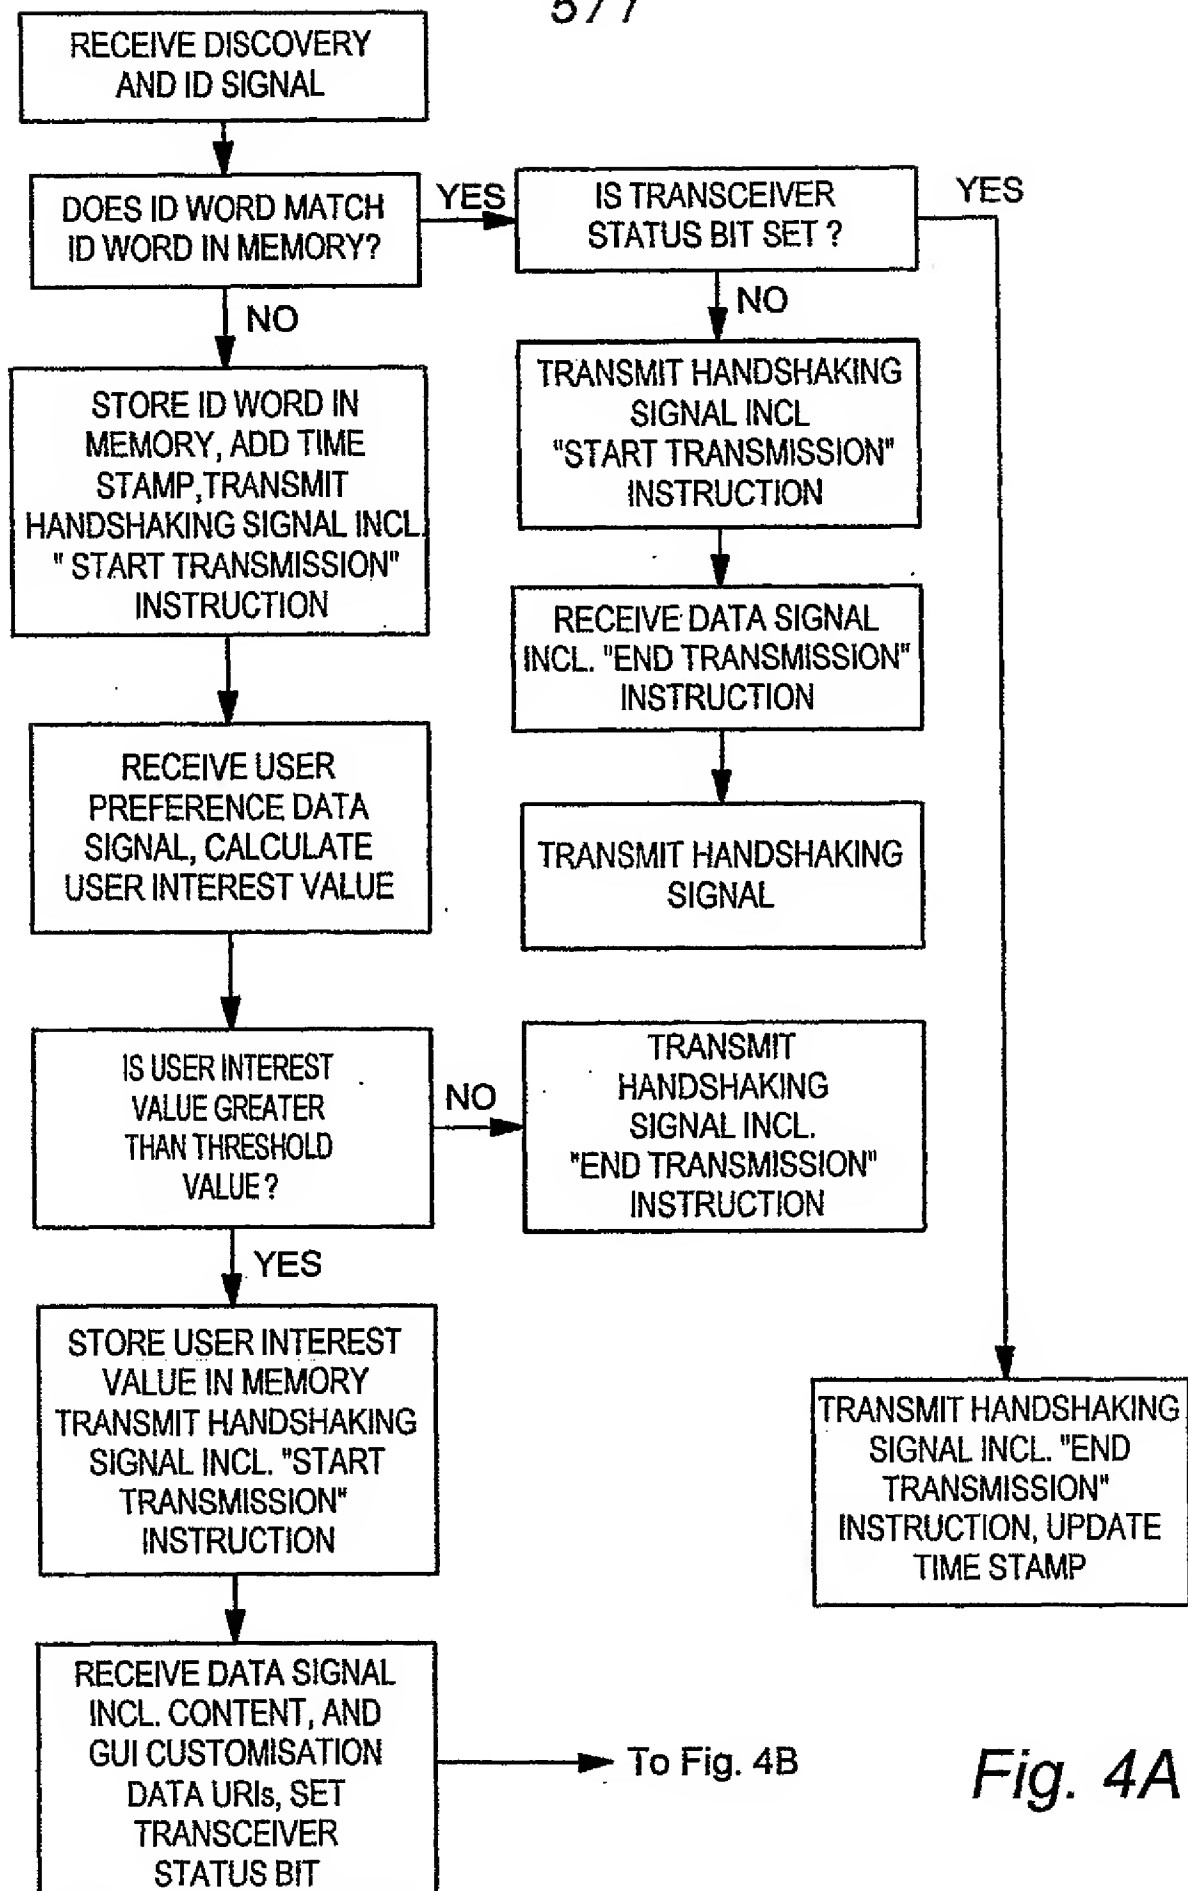 577
RECEIVE DISCOVERY
AND ID SIGNAL
DOES ID WORD MATCH
ID WORD IN MEMORY?
YES
IS TRANSCEIVER
STATUS BIT SET ?
YES
NO
NO
STORE ID WORD IN
MEMORY, ADD TIME
STAMP,TRANSMIT
HANDSHAKING SIGNAL INCL.
" START TRANSMISSION"
INSTRUCTION
TRANSMIT HANDSHAKING
SIGNAL INCL
"START TRANSMISSION"
INSTRUCTION
RECEIVE DATA SIGNAL
INCL. "END TRANSMISSION"
INSTRUCTION
TRANSMIT HANDSHAKING
SIGNAL
RECEIVE USER
PREFERENCE DATA
SIGNAL, CALCULATE
USER INTEREST VALUE
IS USER INTEREST
VALUE GREATER
THAN THRESHOLD
VALUE ?
NO
TRANSMIT
HANDSHAKING
SIGNAL INCL.
"END TRANSMISSION"
INSTRUCTION
YES
STORE USER INTEREST
VALUE IN MEMORY
TRANSMIT HANDSHAKING
SIGNAL INCL. "START
TRANSMISSION"
INSTRUCTION
TRANSMIT HANDSHAKING
SIGNAL INCL. "END
TRANSMISSION"
INSTRUCTION, UPDATE
TIME STAMP
RECEIVE DATA SIGNAL
INCL. CONTENT, AND
GUI CUSTOMISATION
DATA URIs, SET
TRANSCEIVER
STATUS BIT
To Fig. 4B
Fig. 4A